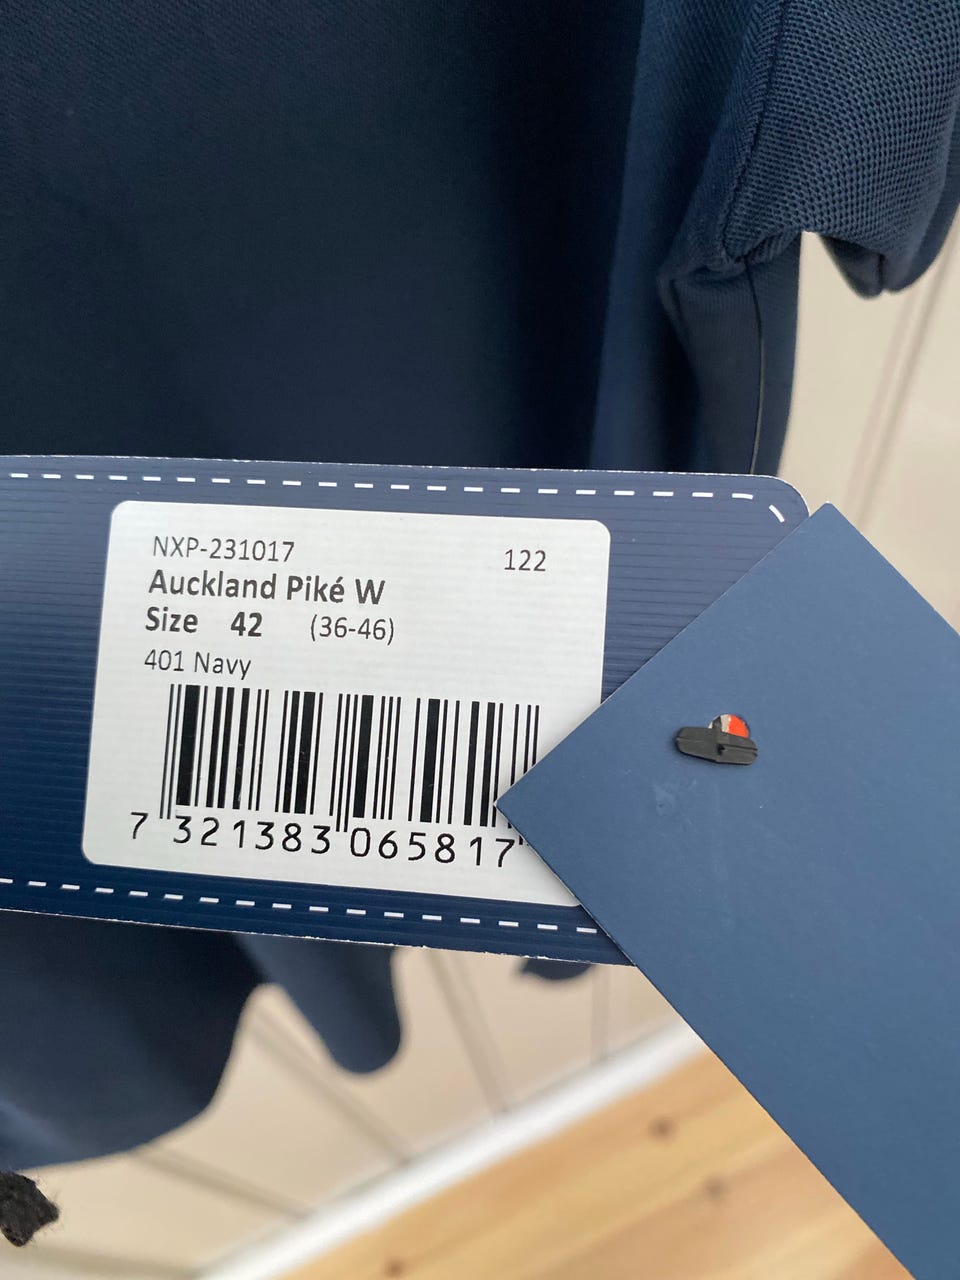 NXP-231017
122
Auckland Piké W
Size 42 (36-46)
401 Navy
7 321383 065817